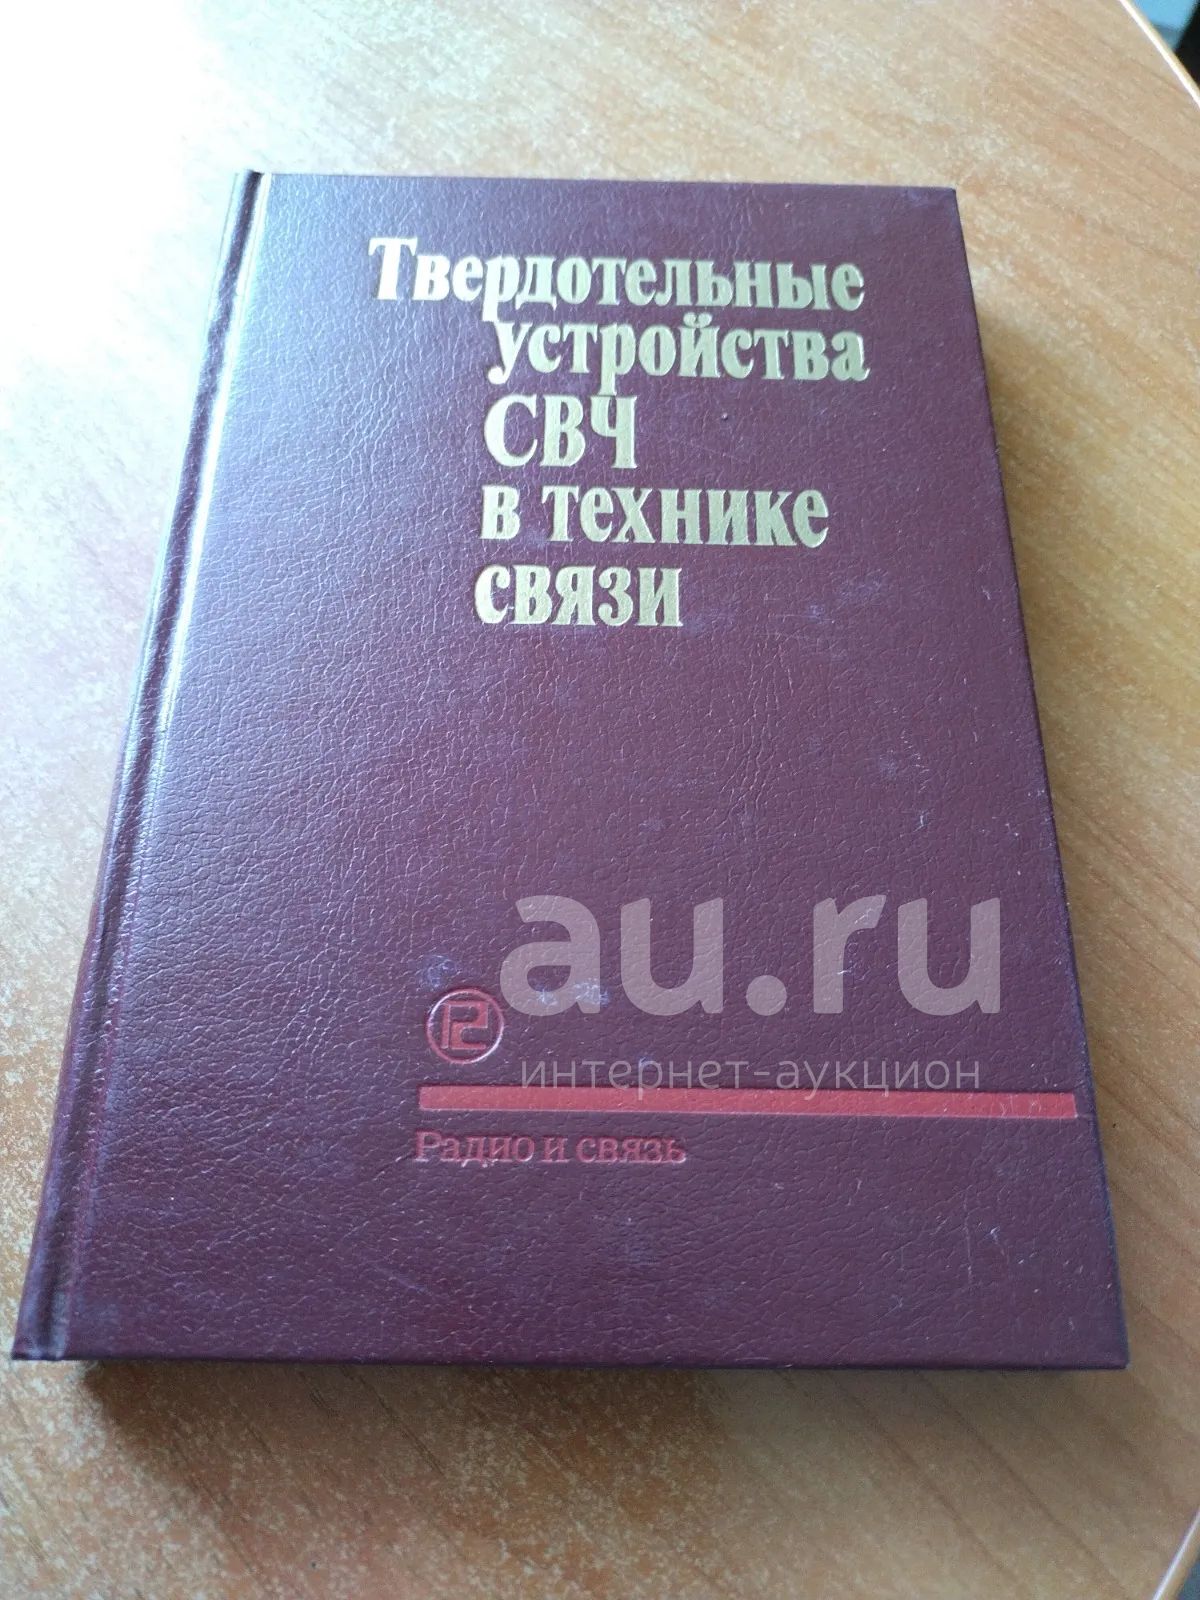 Твердотельные
устройства
СВЧ
в технике
связи
au.ru
интернет-аукцион
Радио и связь